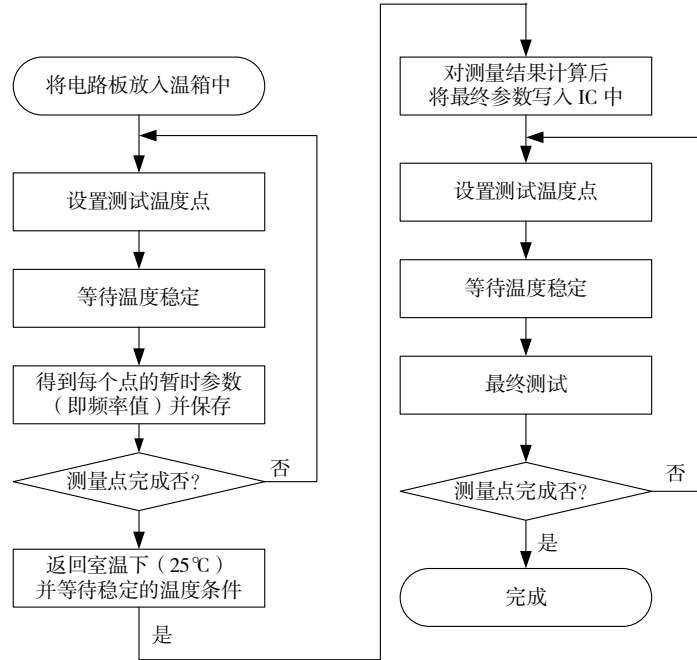 将电路板放入温箱中
设置测试温度点
等待温度稳定
得到每个点的暂时参数
（即频率值）并保存
测量点完成否？
否
返回室温下（25℃）
并等待稳定的温度条件
是
对测量结果计算后
将最终参数写入 IC 中
设置测试温度点
等待温度稳定
最终测试
测量点完成否？
否
是
完成